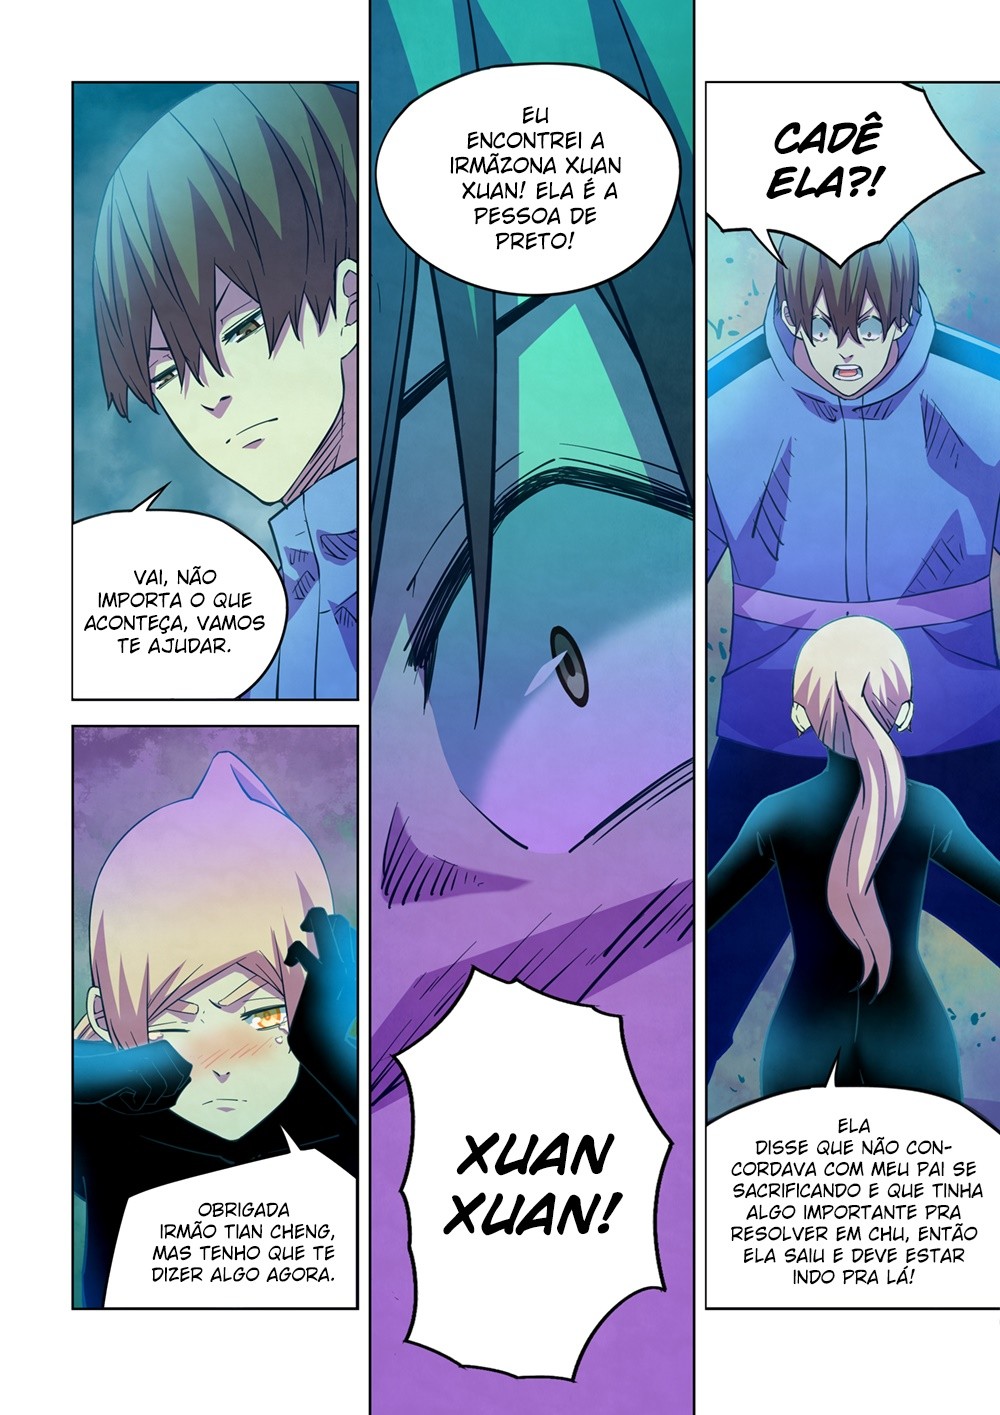 VAI, NÃO
IMPORTA O QUE
ACONTEÇA, VAMOS
TE AJUDAR.
OBRIGADA
IRMÃO TIAN CHENG,
MAS TENHO QUE TE
DIZER ALGO AGORA.
EU
ENCONTREI A
IRMÃZONA XUAN
XUAN! ELA É A
PESSOA DE
PRETO!
XUAN
XUAN!
CADÊ
ELA?!
ELA
DISSE QUE NÃO CON-
CORDAVA COM MEU PAI SE
SACRIFICANDO E QUE TINHA
ALGO IMPORTANTE PRA
RESOLVER EM CHU, ENTÃO
ELA SAIU E DEVE ESTAR
INDO PRA LÁ!